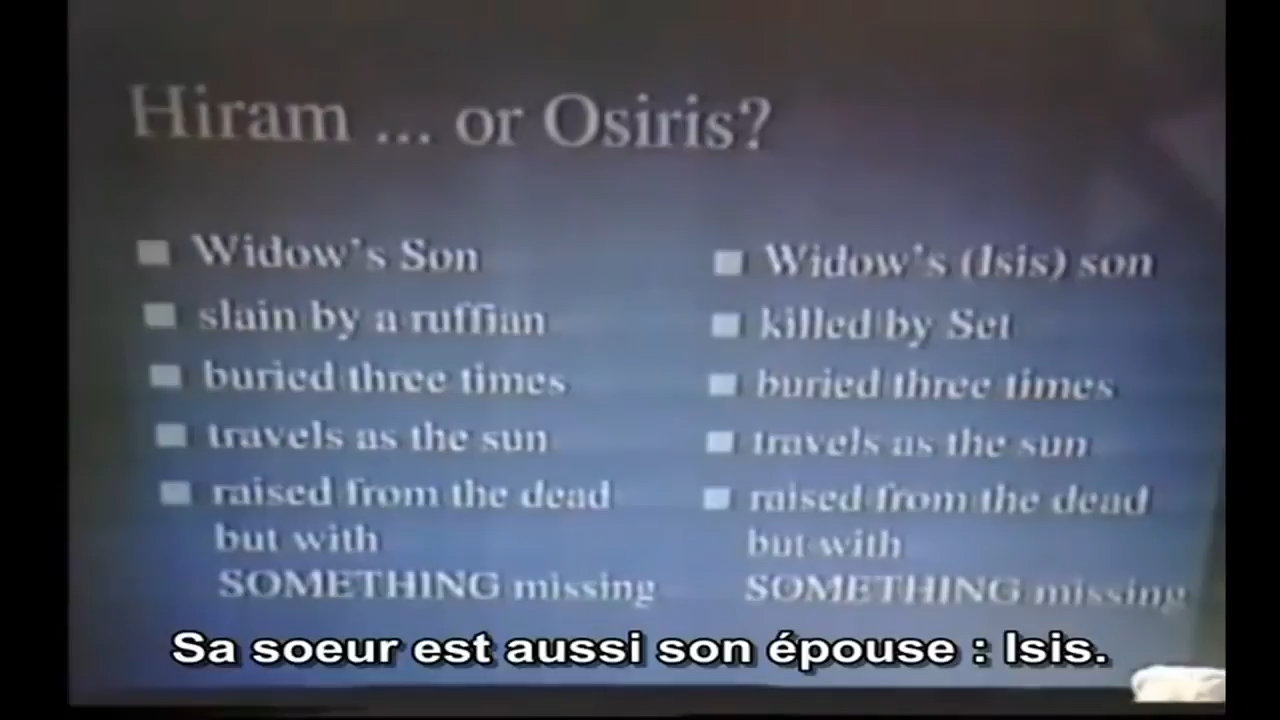 Hiram ... or Osiris?
Widow's Son
slain by a ruffian
buried three times
travels as the sun
raised from the dead
but with
SOMETHING missing
Widow's (Isis) son
killed by Set
buried three times
travels as the sun
raised from the dead
but with
SOMETHING missing
Sa soeur est aussi son épouse : Isis.